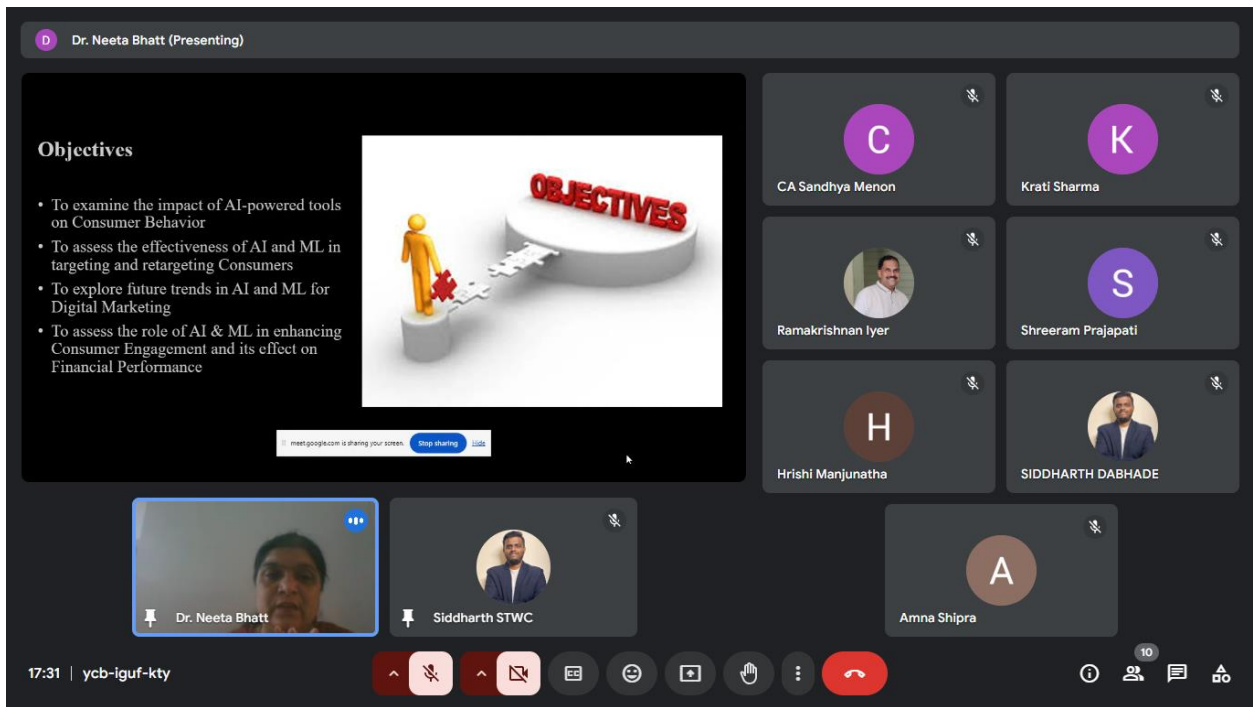 D Dr. Neeta Bhatt (Presenting)
Objectives
• To examine the impact of AI-powered tools
on Consumer Behavior
• To assess the effectiveness of AI and ML in
targeting and retargeting Consumers
• To explore future trends in AI and ML for
Digital Marketing
• To assess the role of AI & ML in enhancing
Consumer Engagement and its effect on
Financial Performance
OBJECTIVES
meet.google.com is sharing your screen. Stop sharing Hide
C
CA Sandhya Menon
K
Krati Sharma
Ramakrishnan Iyer
S
Shreeram Prajapati
H
Hrishi Manjunatha
SIDDHARTH DABHADE
Dr. Neeta Bhatt
Siddharth STWC
A
Amna Shipra
17:31 | ycb-iguf-kty
CC
10